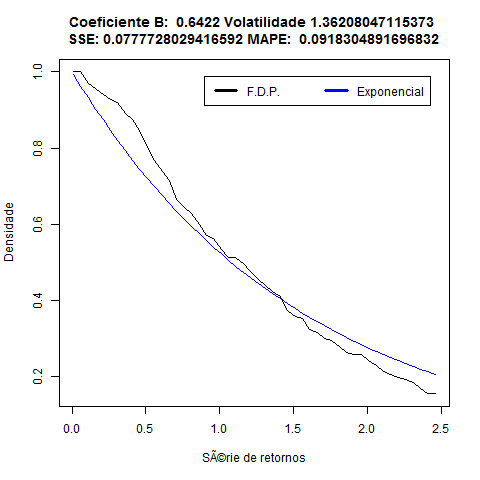 Coeficiente B:  0.6422 Volatilidade 1.36208047115373
SSE: 0.0777728029416592 MAPE:  0.0918304891696832
F.D.P.
Exponencial
Densidade
1.0
0.8
0.6
0.4
0.2
0.0
0.5
1.0
1.5
2.0
2.5
SÃ©rie de retornos